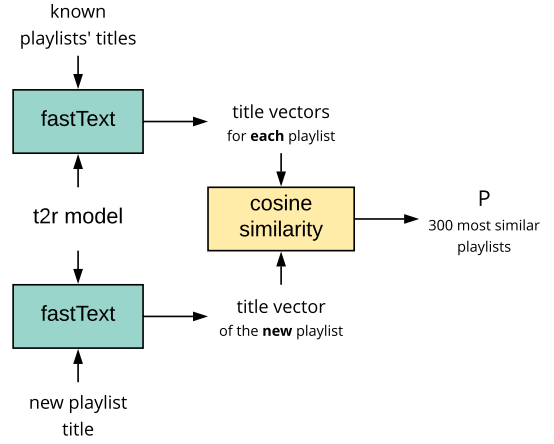 known
playlists' titles
fastText
title vectors
for each playlist
t2r model
cosine
similarity
P
300 most similar
playlists
fastText
title vector
of the new playlist
new playlist
title